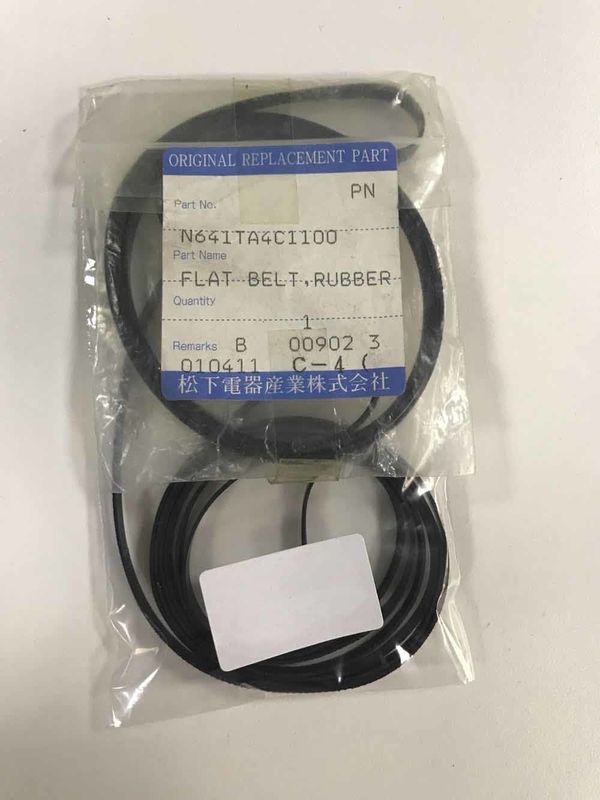 ORIGINAL REPLACEMENT PART
Part No.
PN
N641TA4C1100
Part Name
FLAT BELT,RUBBER
Quantity
1
Remarks B 00902 3
010411 C-4 (
松下電器産業株式会社